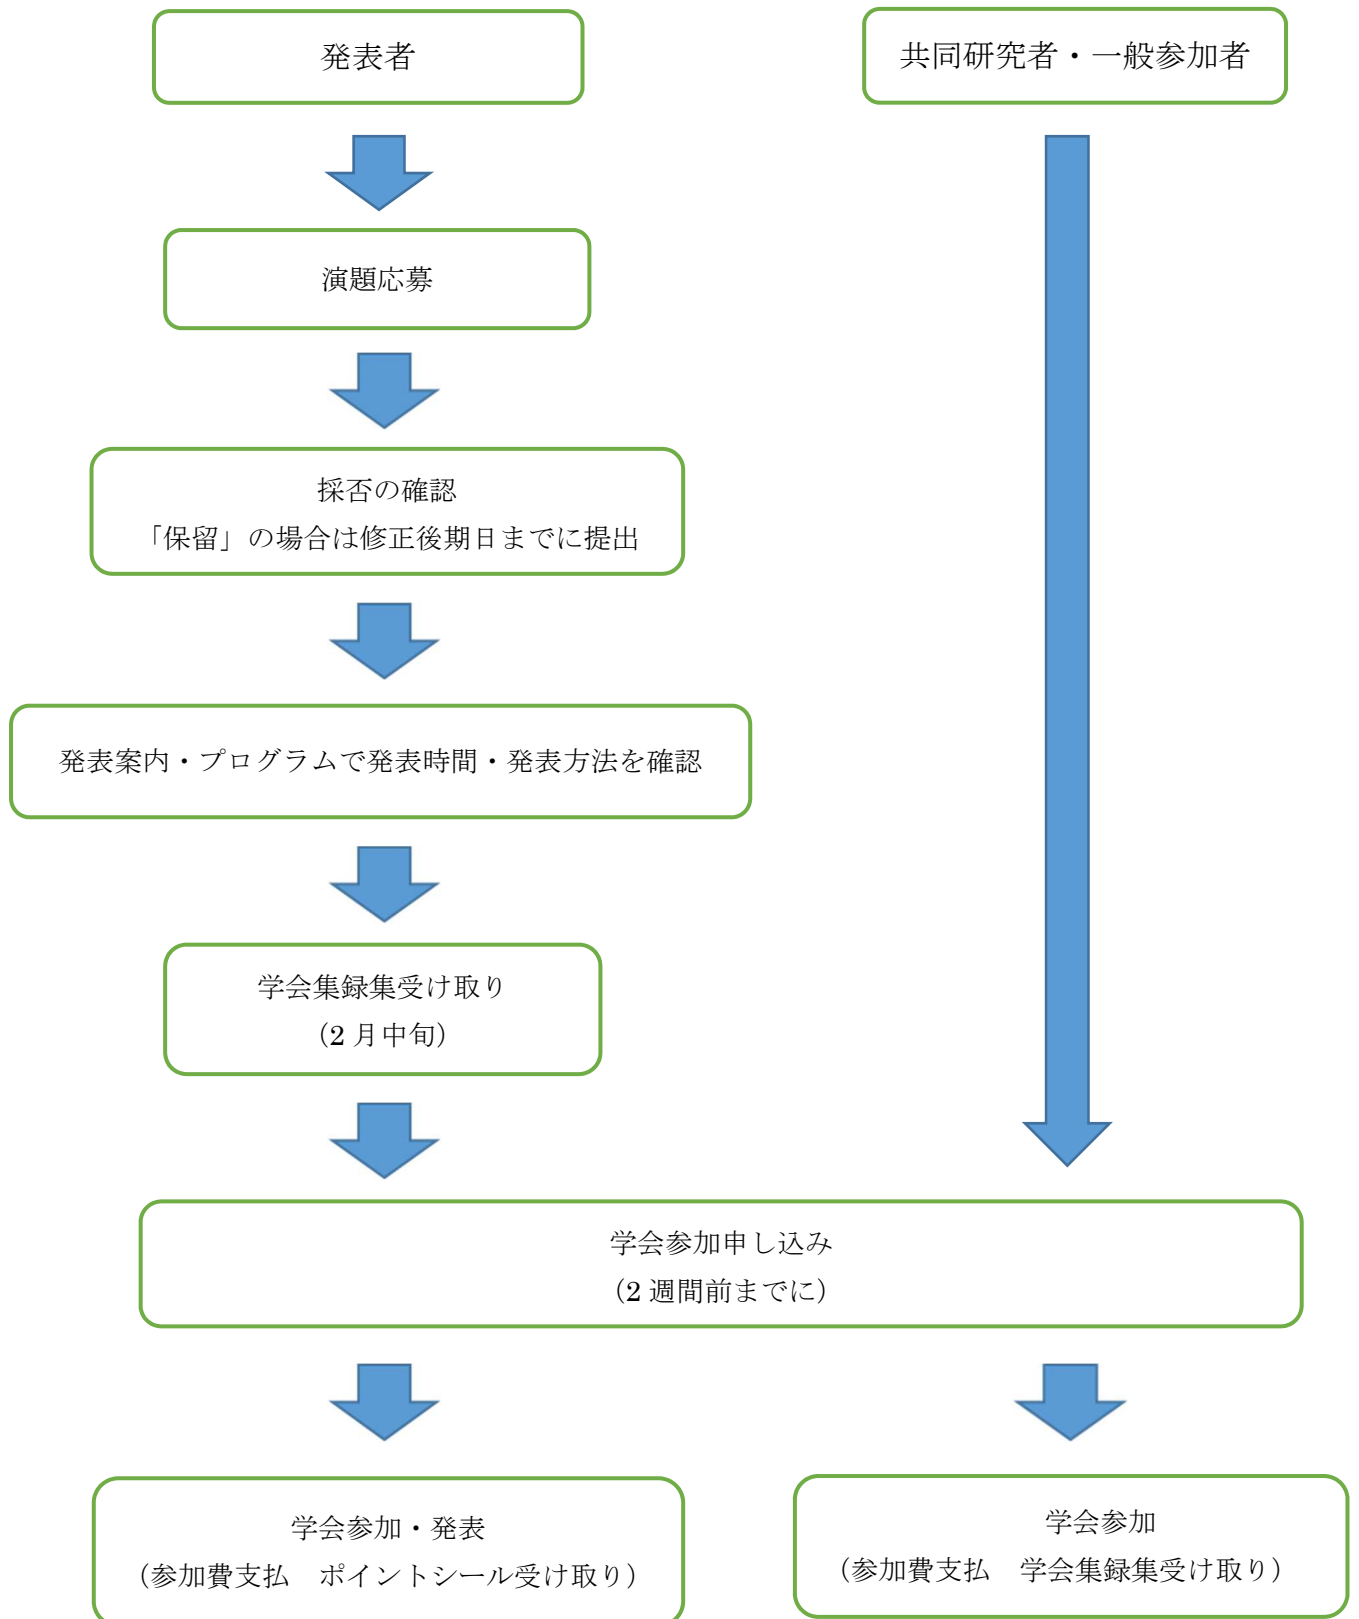 発表者
共同研究者・一般参加者
演題応募
採否の確認
「保留」の場合は修正後期日までに提出
発表案内・プログラムで発表時間・発表方法を確認
学会集録集受け取り
（2 月中旬）
学会参加申し込み
（2 週間前までに）
学会参加・発表
（参加費支払　ポイントシール受け取り）
学会参加
（参加費支払　学会集録集受け取り）